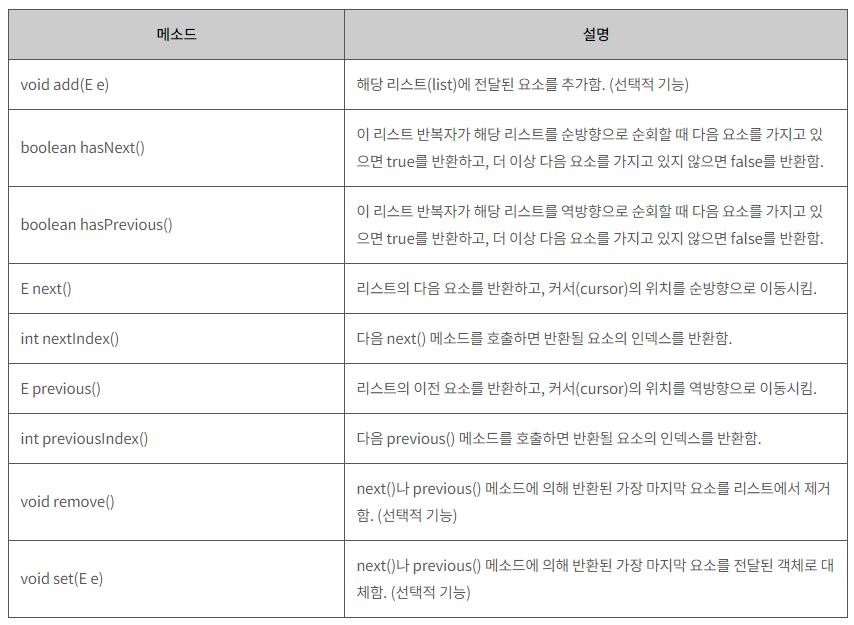 메소드 설명
void add(E e) 해당 리스트(list)에 전달된 요소를 추가함. (선택적 기능)
boolean hasNext() 이 리스트 반복자가 해당 리스트를 순방향으로 순회할 때 다음 요소를 가지고 있
으면 true를 반환하고, 더 이상 다음 요소를 가지고 있지 않으면 false를 반환함.
boolean hasPrevious() 이 리스트 반복자가 해당 리스트를 역방향으로 순회할 때 다음 요소를 가지고 있
으면 true를 반환하고, 더 이상 다음 요소를 가지고 있지 않으면 false를 반환함.
E next() 리스트의 다음 요소를 반환하고, 커서(cursor)의 위치를 순방향으로 이동시킴.
int nextIndex() 다음 next() 메소드를 호출하면 반환될 요소의 인덱스를 반환함.
E previous() 리스트의 이전 요소를 반환하고, 커서(cursor)의 위치를 역방향으로 이동시킴.
int previousIndex() 다음 previous() 메소드를 호출하면 반환될 요소의 인덱스를 반환함.
void remove() next()나 previous() 메소드에 의해 반환된 가장 마지막 요소를 리스트에서 제거
함. (선택적 기능)
void set(E e) next()나 previous() 메소드에 의해 반환된 가장 마지막 요소를 전달된 객체로 대
체함. (선택적 기능)